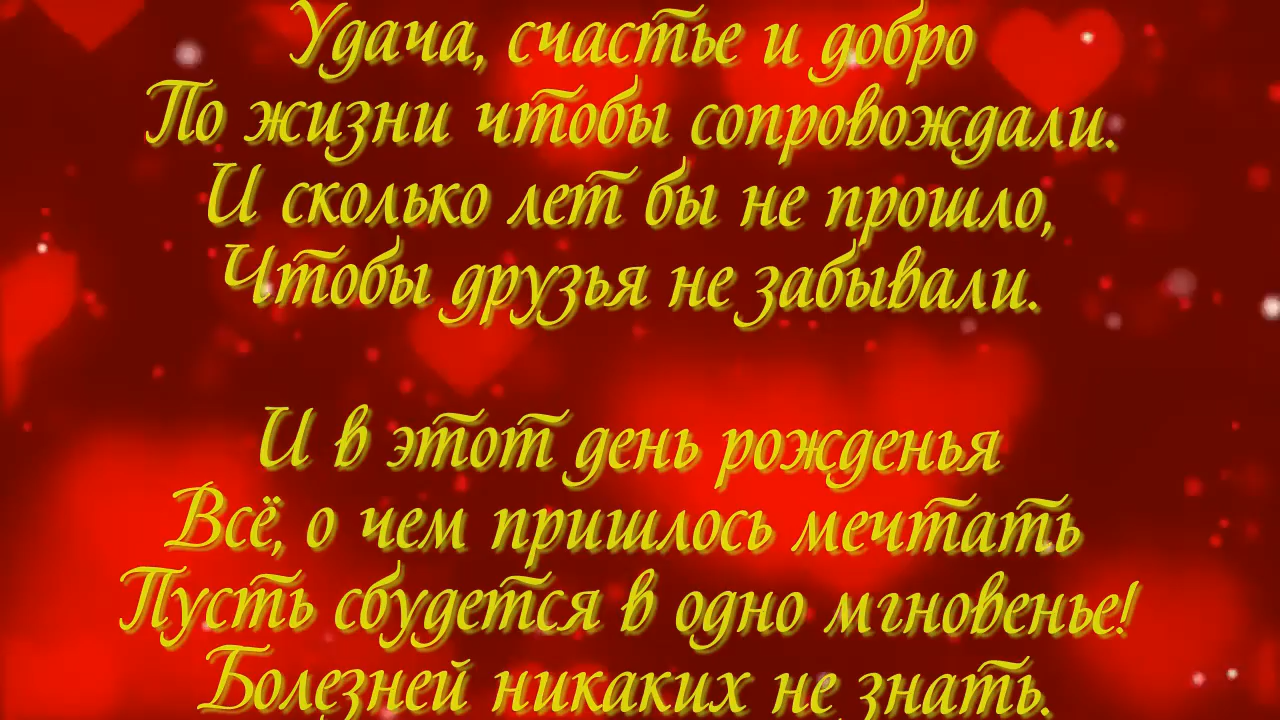 Удача, счастье и добро
По жизни чтобы сопровождали.
И сколько лет бы не прошло,
Чтобы друзья не забывали.
И в этот день рожденья
Всё, о чем пришлось мечтать
Пусть сбудется в одно мгновенье!
Болезней никаких не знать.